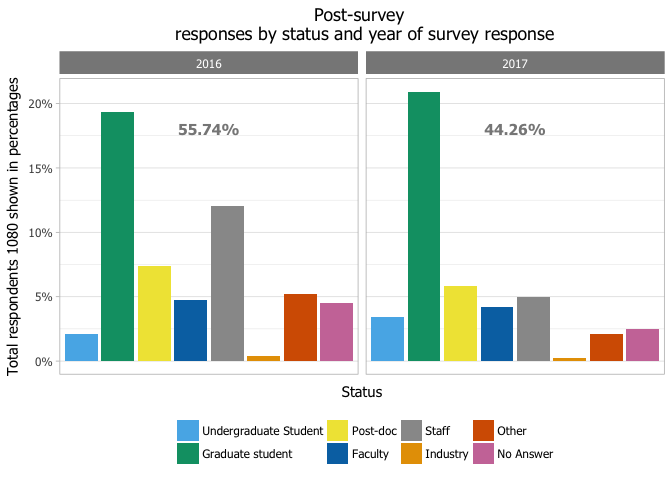 Post-survey
responses by status and year of survey response
2016
2017
Total respondents 1080 shown in percentages
20%
15%
10%
5%
0%
55.74%
44.26%
Status
Undergraduate Student
Post-doc
Staff
Other
Graduate student
Faculty
Industry
No Answer